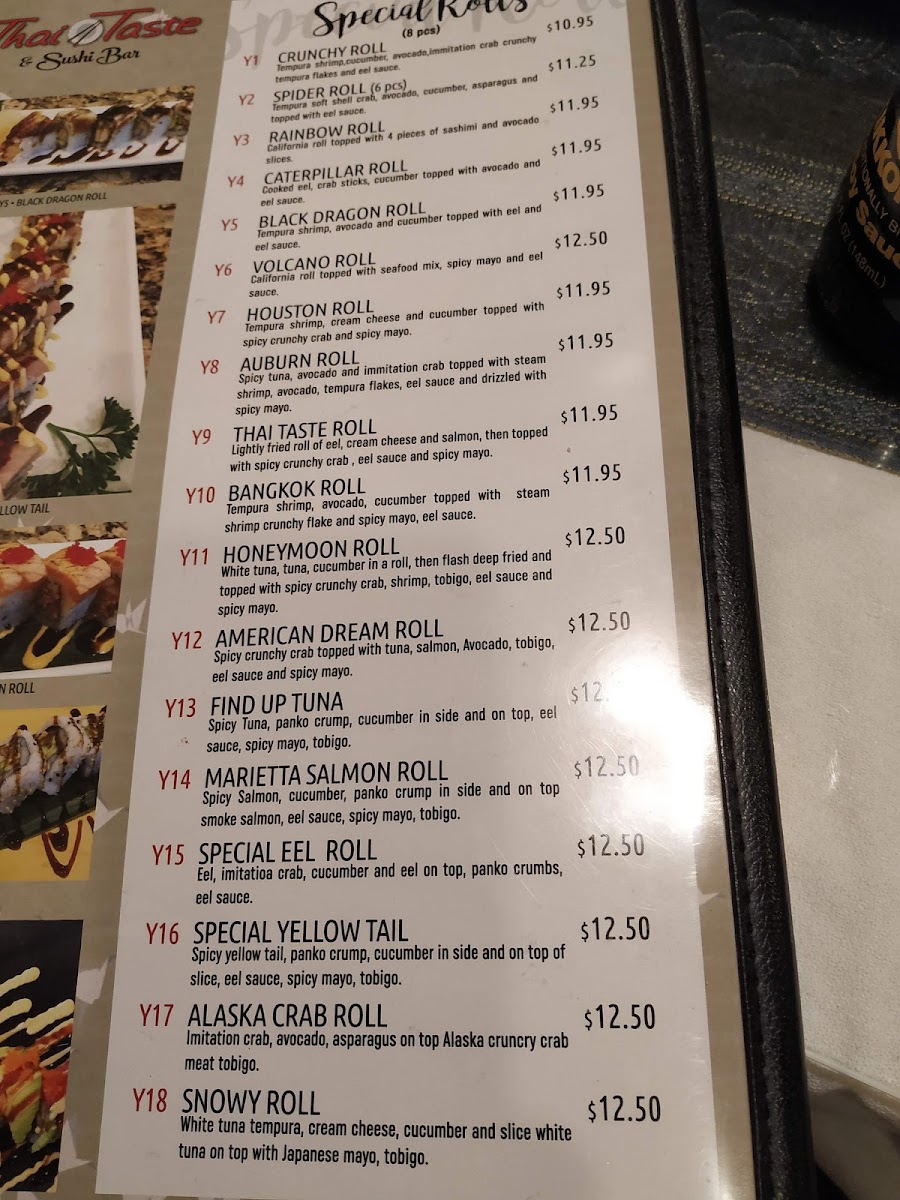 Thai Taste
& Sushi Bar
Y5 • BLACK DRAGON ROLL
LLOW TAIL
N ROLL
Special Rolls
(8 pcs)
Y1 CRUNCHY ROLL $10.95
Tempura shrimp,cucumber, avocado,immitation crab crunchy
tempura flakes and eel sauce.
Y2 SPIDER ROLL (6 pcs) $11.25
Tempura soft shell crab, avocado, cucumber, asparagus and
topped with eel sauce.
Y3 RAINBOW ROLL $11.95
California roll topped with 4 pieces of sashimi and avocado
slices.
Y4 CATERPILLAR ROLL $11.95
Cooked eel, crab sticks, cucumber topped with avocado and
eel sauce.
Y5 BLACK DRAGON ROLL $11.95
Tempura shrimp, avocado and cucumber topped with eel and
eel sauce.
Y6 VOLCANO ROLL $12.50
California roll topped with seafood mix, spicy mayo and eel
sauce.
Y7 HOUSTON ROLL $11.95
Tempura shrimp, cream cheese and cucumber topped with
spicy crunchy crab and spicy mayo.
Y8 AUBURN ROLL $11.95
Spicy tuna, avocado and immitation crab topped with steam
shrimp, avocado, tempura flakes, eel sauce and drizzled with
spicy mayo.
Y9 THAI TASTE ROLL $11.95
Lightly fried roll of eel, cream cheese and salmon, then topped
with spicy crunchy crab , eel sauce and spicy mayo.
Y10 BANGKOK ROLL $11.95
Tempura shrimp, avocado, cucumber topped with steam
shrimp crunchy flake and spicy mayo, eel sauce.
Y11 HONEYMOON ROLL $12.50
White tuna, tuna, cucumber in a roll, then flash deep fried and
topped with spicy crunchy crab, shrimp, tobigo, eel sauce and
spicy mayo.
Y12 AMERICAN DREAM ROLL $12.50
Spicy crunchy crab topped with tuna, salmon, Avocado, tobigo,
eel sauce and spicy mayo.
Y13 FIND UP TUNA $12.
Spicy Tuna, panko crump, cucumber in side and on top, eel
sauce, spicy mayo, tobigo.
Y14 MARIETTA SALMON ROLL $12.50
Spicy Salmon, cucumber, panko crump in side and on top
smoke salmon, eel sauce, spicy mayo, tobigo.
Y15 SPECIAL EEL ROLL $12.50
Eel, imitatioa crab, cucumber and eel on top, panko crumbs,
eel sauce.
Y16 SPECIAL YELLOW TAIL $12.50
Spicy yellow tail, panko crump, cucumber in side and on top of
slice, eel sauce, spicy mayo, tobigo.
Y17 ALASKA CRAB ROLL $12.50
Imitation crab, avocado, asparagus on top Alaska cruncry crab
meat tobigo.
Y18 SNOWY ROLL $12.50
White tuna tempura, cream cheese, cucumber and slice white
tuna on top with Japanese mayo, tobigo.
OZ (148mL)